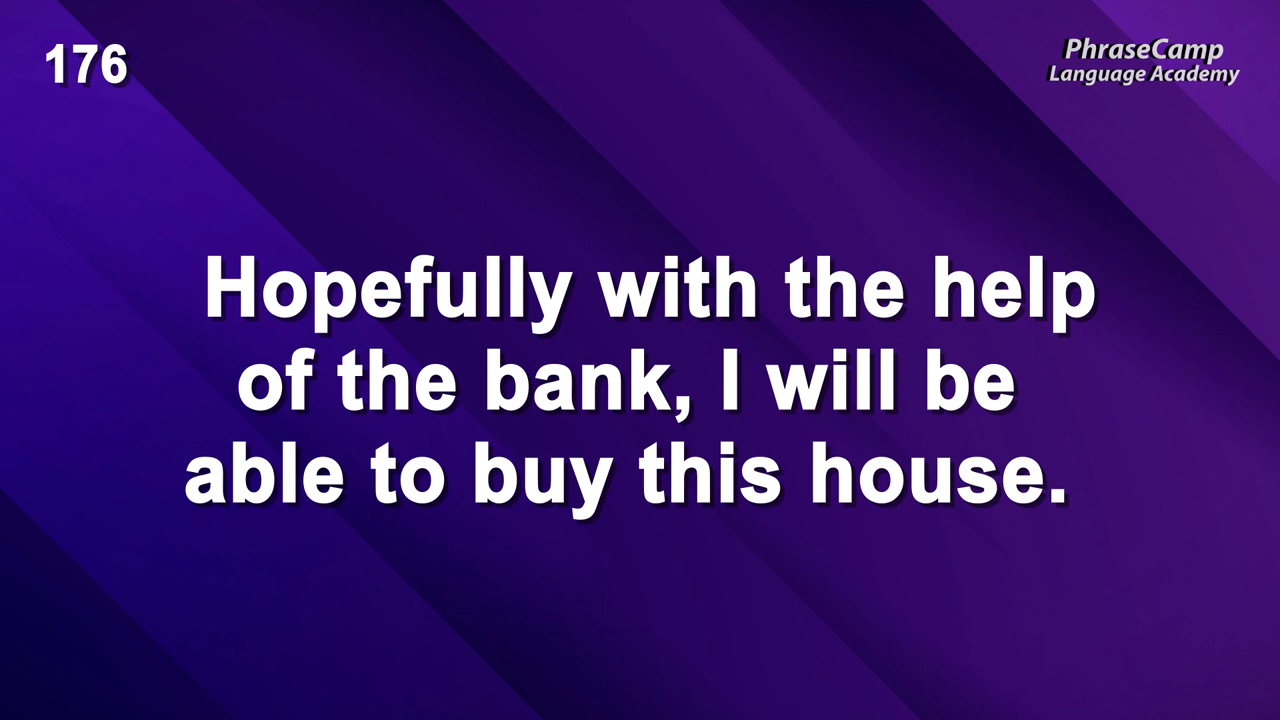 176
PhraseCamp
Language Academy
Hopefully with the help
of the bank, I will be
able to buy this house.